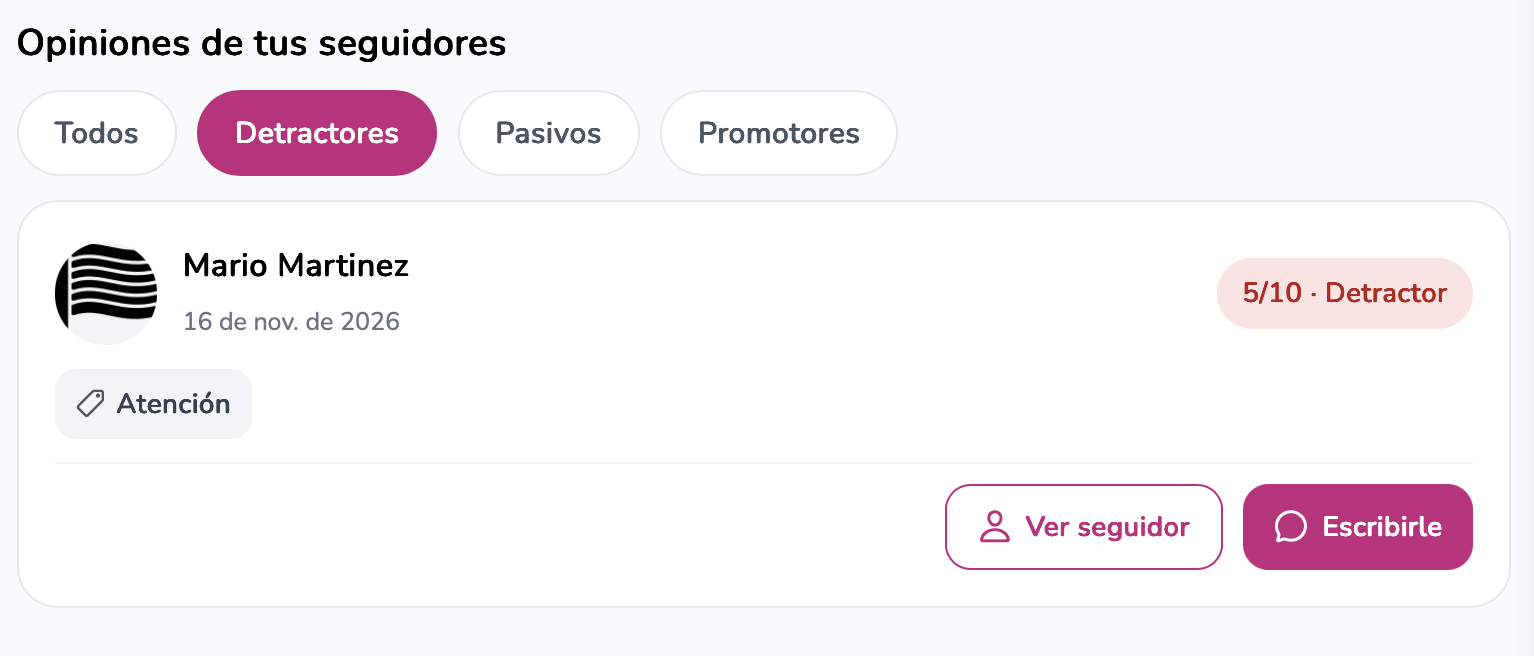 Opiniones de tus seguidores
Todos
Detractores
Pasivos
Promotores
Mario Martinez
16 de nov. de 2026
5/10 · Detractor
Atención
Ver seguidor
Escribirle